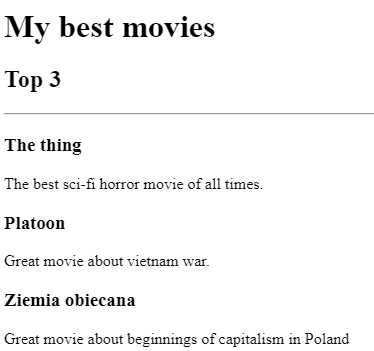 My best movies
Top 3
The thing
The best sci-fi horror movie of all times.
Platoon
Great movie about vietnam war.
Ziemia obiecana
Great movie about beginnings of capitalism in Poland